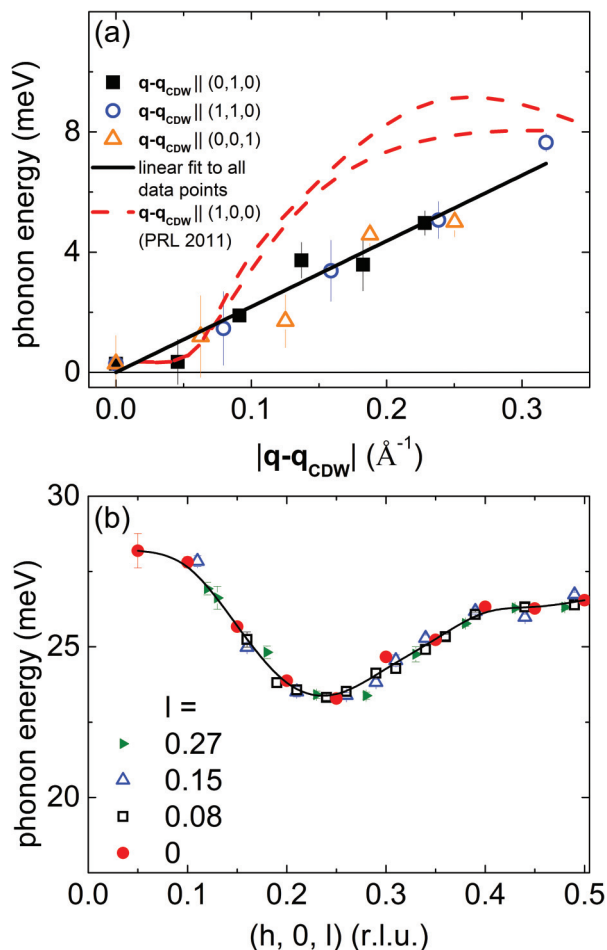 (a)
phonon energy (meV)
8
4
0
q-qCDW || (0,1,0)
q-qCDW || (1,1,0)
q-qCDW || (0,0,1)
linear fit to all
data points
q-qCDW || (1,0,0)
(PRL 2011)
0.0 0.1 0.2 0.3
|q-qCDW| (Å-1)
(b)
phonon energy (meV)
30
25
20
l =
0.27
0.15
0.08
0
0.0 0.1 0.2 0.3 0.4 0.5
(h, 0, l) (r.l.u.)